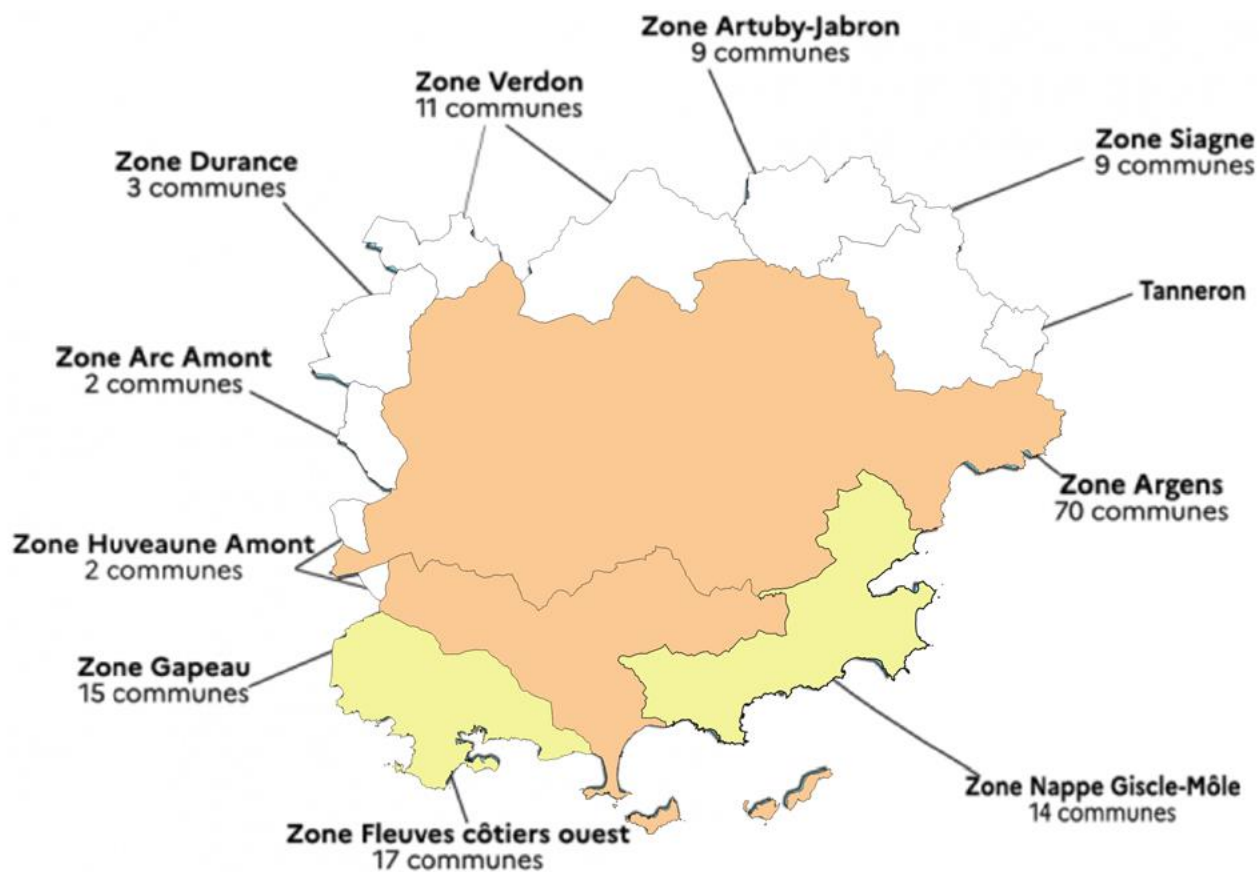 Zone Artuby-Jabron
9 communes
Zone Verdon
11 communes
Zone Siagne
9 communes
Zone Durance
3 communes
Tanneron
Zone Arc Amont
2 communes
Zone Argens
70 communes
Zone Huveaune Amont
2 communes
Zone Gapeau
15 communes
Zone Nappe Giscle-Môle
14 communes
Zone Fleuves côtiers ouest
17 communes